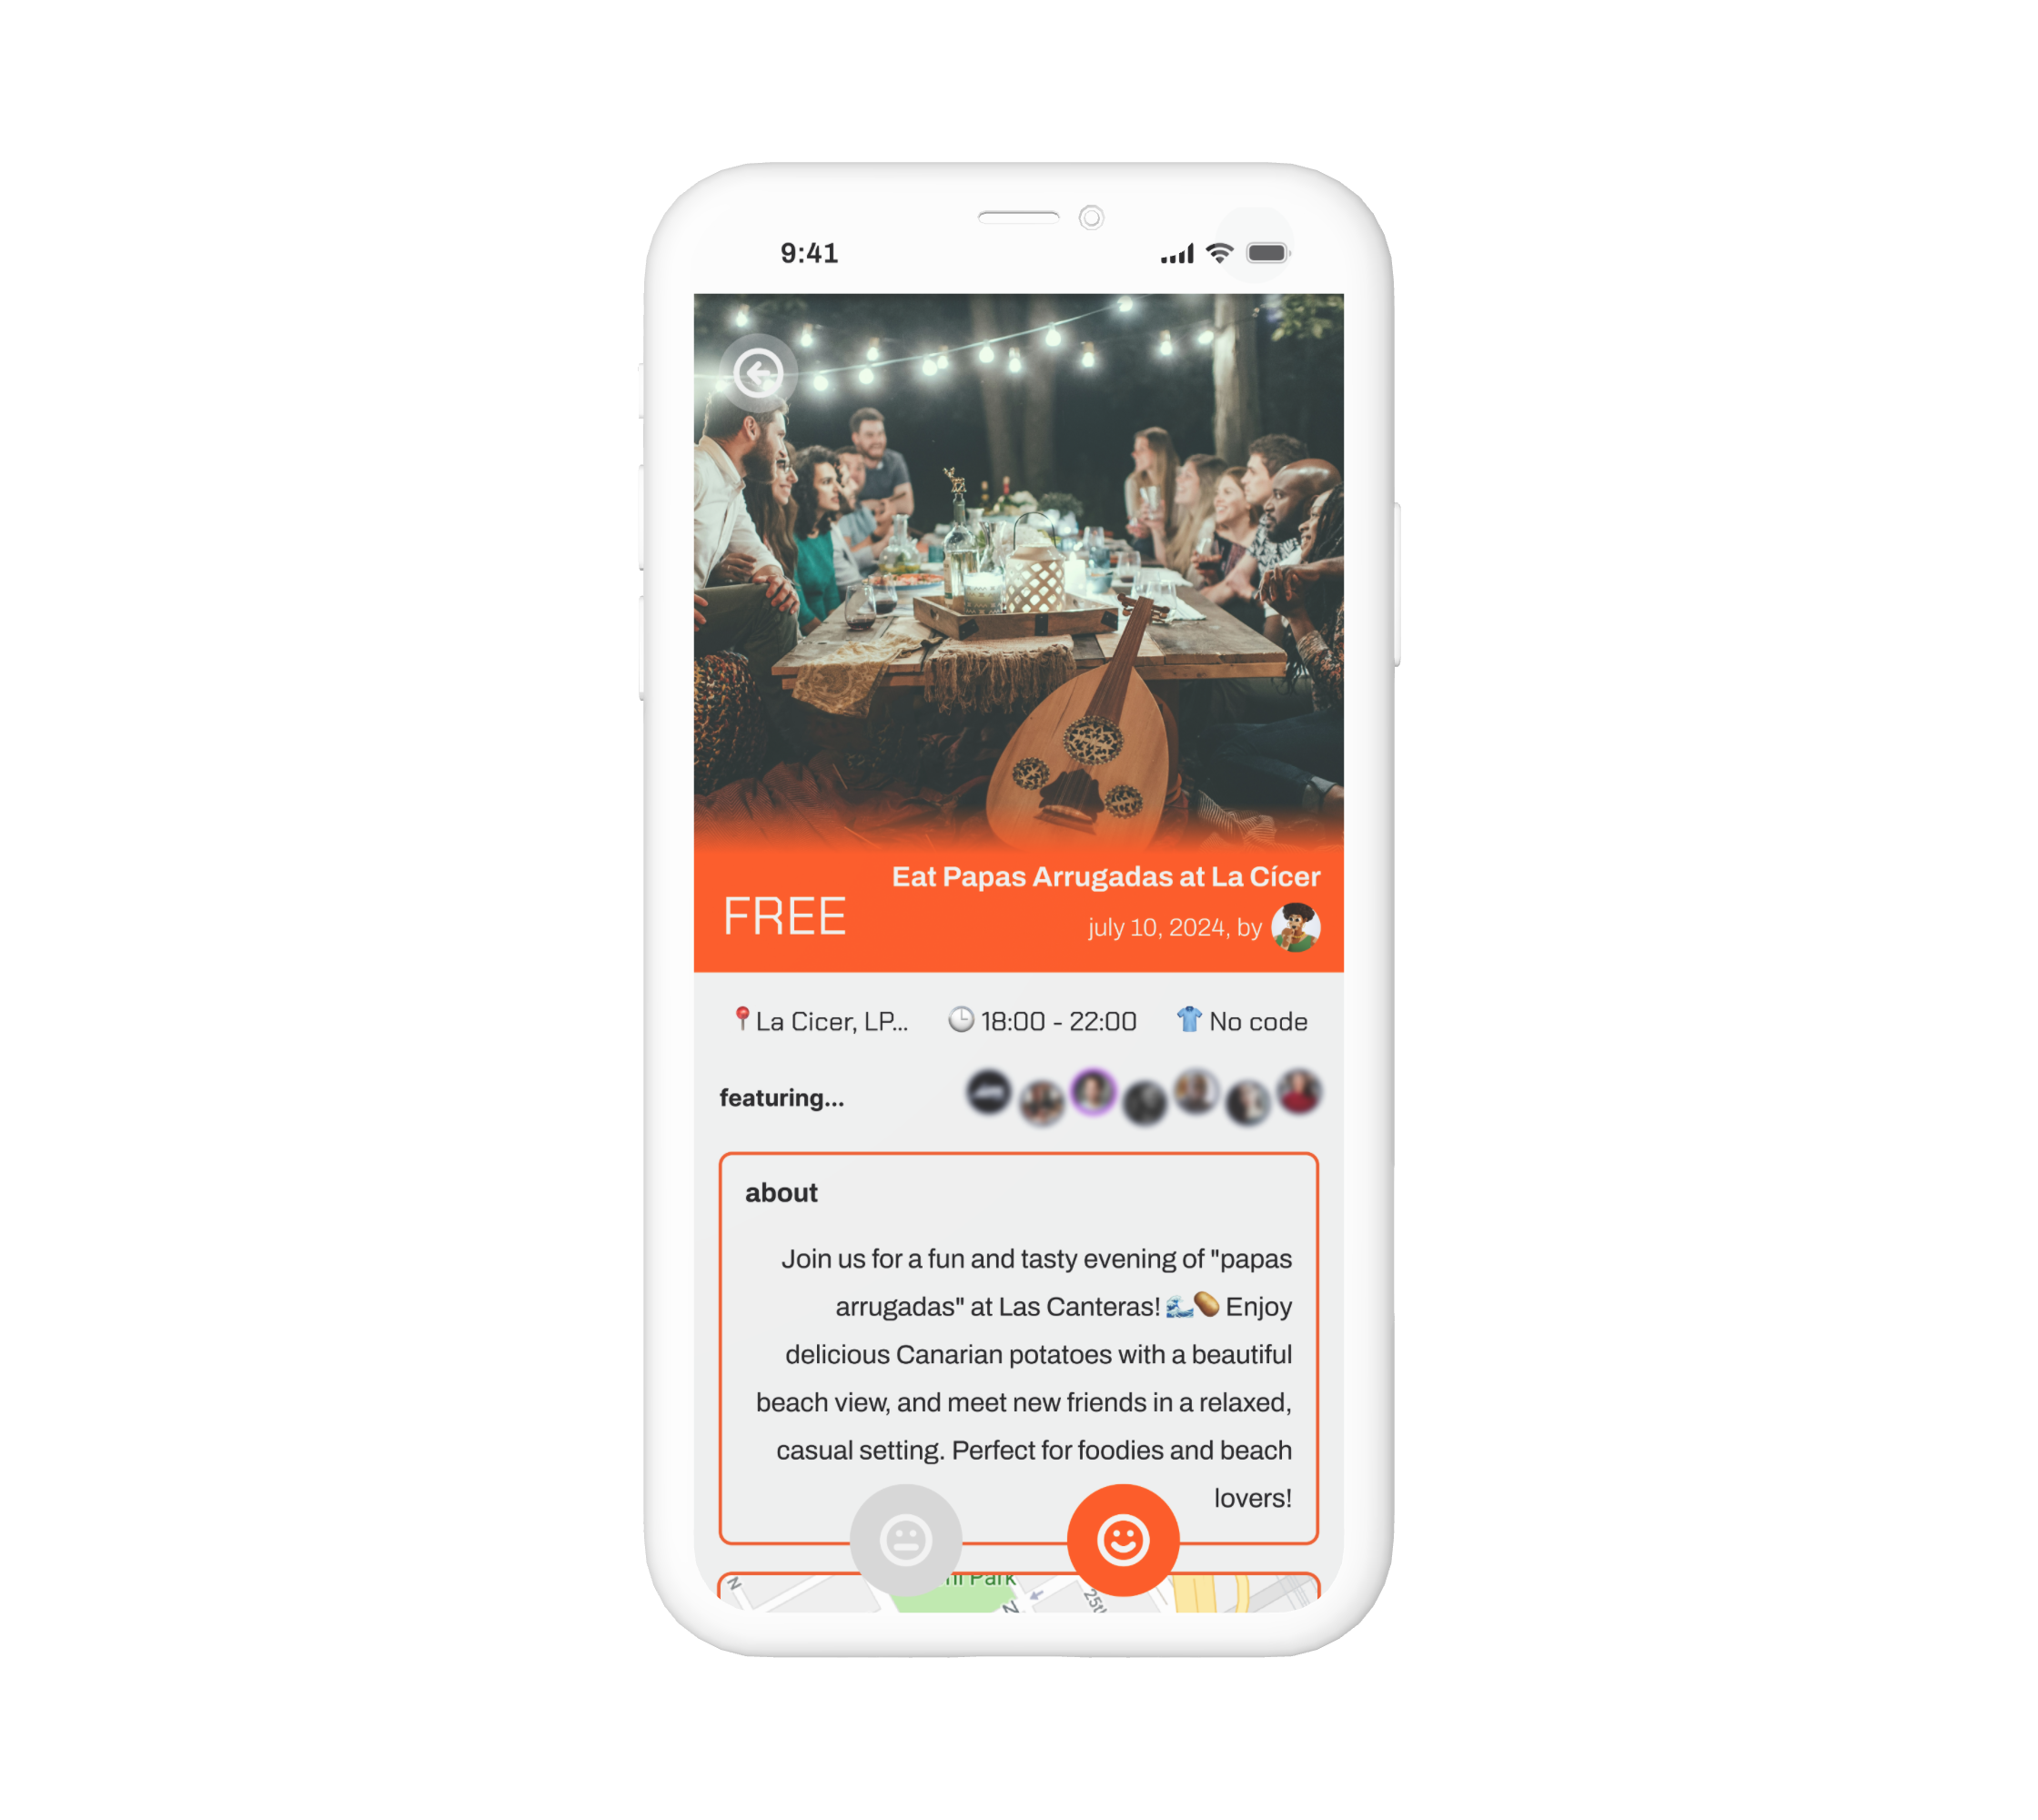 9:41
Eat Papas Arrugadas at La Cícer
FREE
july 10, 2024, by
📍La Cicer, LP...
🕒 18:00 - 22:00
👕 No code
featuring...
about
Join us for a fun and tasty evening of "papas
arrugadas" at Las Canteras! 🌊🥔 Enjoy
delicious Canarian potatoes with a beautiful
beach view, and meet new friends in a relaxed,
casual setting. Perfect for foodies and beach
lovers!
Park